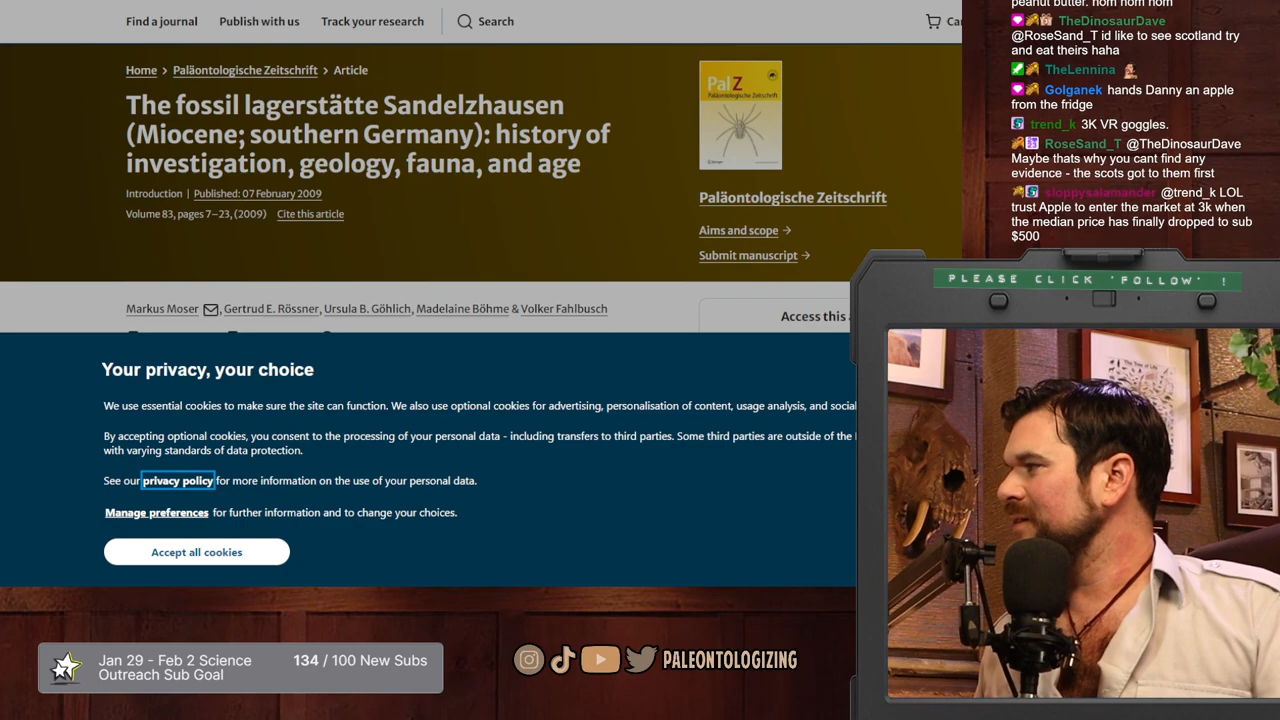 Find a journal
Publish with us
Track your research
Search
Home > Paläontologische Zeitschrift > Article
The fossil lagerstätte Sandelzhausen
(Miocene; southern Germany): history of
investigation, geology, fauna, and age
Introduction | Published: 07 February 2009
Volume 83, pages 7–23, (2009) Cite this article
PalZ
Paläontologische Zeitschrift
Paläontologische Zeitschrift
Aims and scope →
Submit manuscript →
Markus Moser, Gertrud E. Rössner, Ursula B. Göhlich, Madelaine Böhme & Volker Fahlbusch
Access this
Your privacy, your choice
We use essential cookies to make sure the site can function. We also use optional cookies for advertising, personalisation of content, usage analysis, and social
By accepting optional cookies, you consent to the processing of your personal data - including transfers to third parties. Some third parties are outside of the
with varying standards of data protection.
See our privacy policy for more information on the use of your personal data.
Manage preferences for further information and to change your choices.
Accept all cookies
peanut butter. nom nom nom
TheDinosaurDave
@RoseSand_T id like to see scotland try
and eat theirs haha
TheLennina
Golganek hands Danny an apple
from the fridge
trend_k 3K VR goggles.
RoseSand_T @TheDinosaurDave
Maybe thats why you cant find any
evidence - the scots got to them first
sloppysalamander @trend_k LOL
trust Apple to enter the market at 3k when
the median price has finally dropped to sub
$500
PLEASE CLICK 'FOLLOW' !
Jan 29 - Feb 2 Science
Outreach Sub Goal
134 / 100 New Subs
PALEONTOLOGIZING